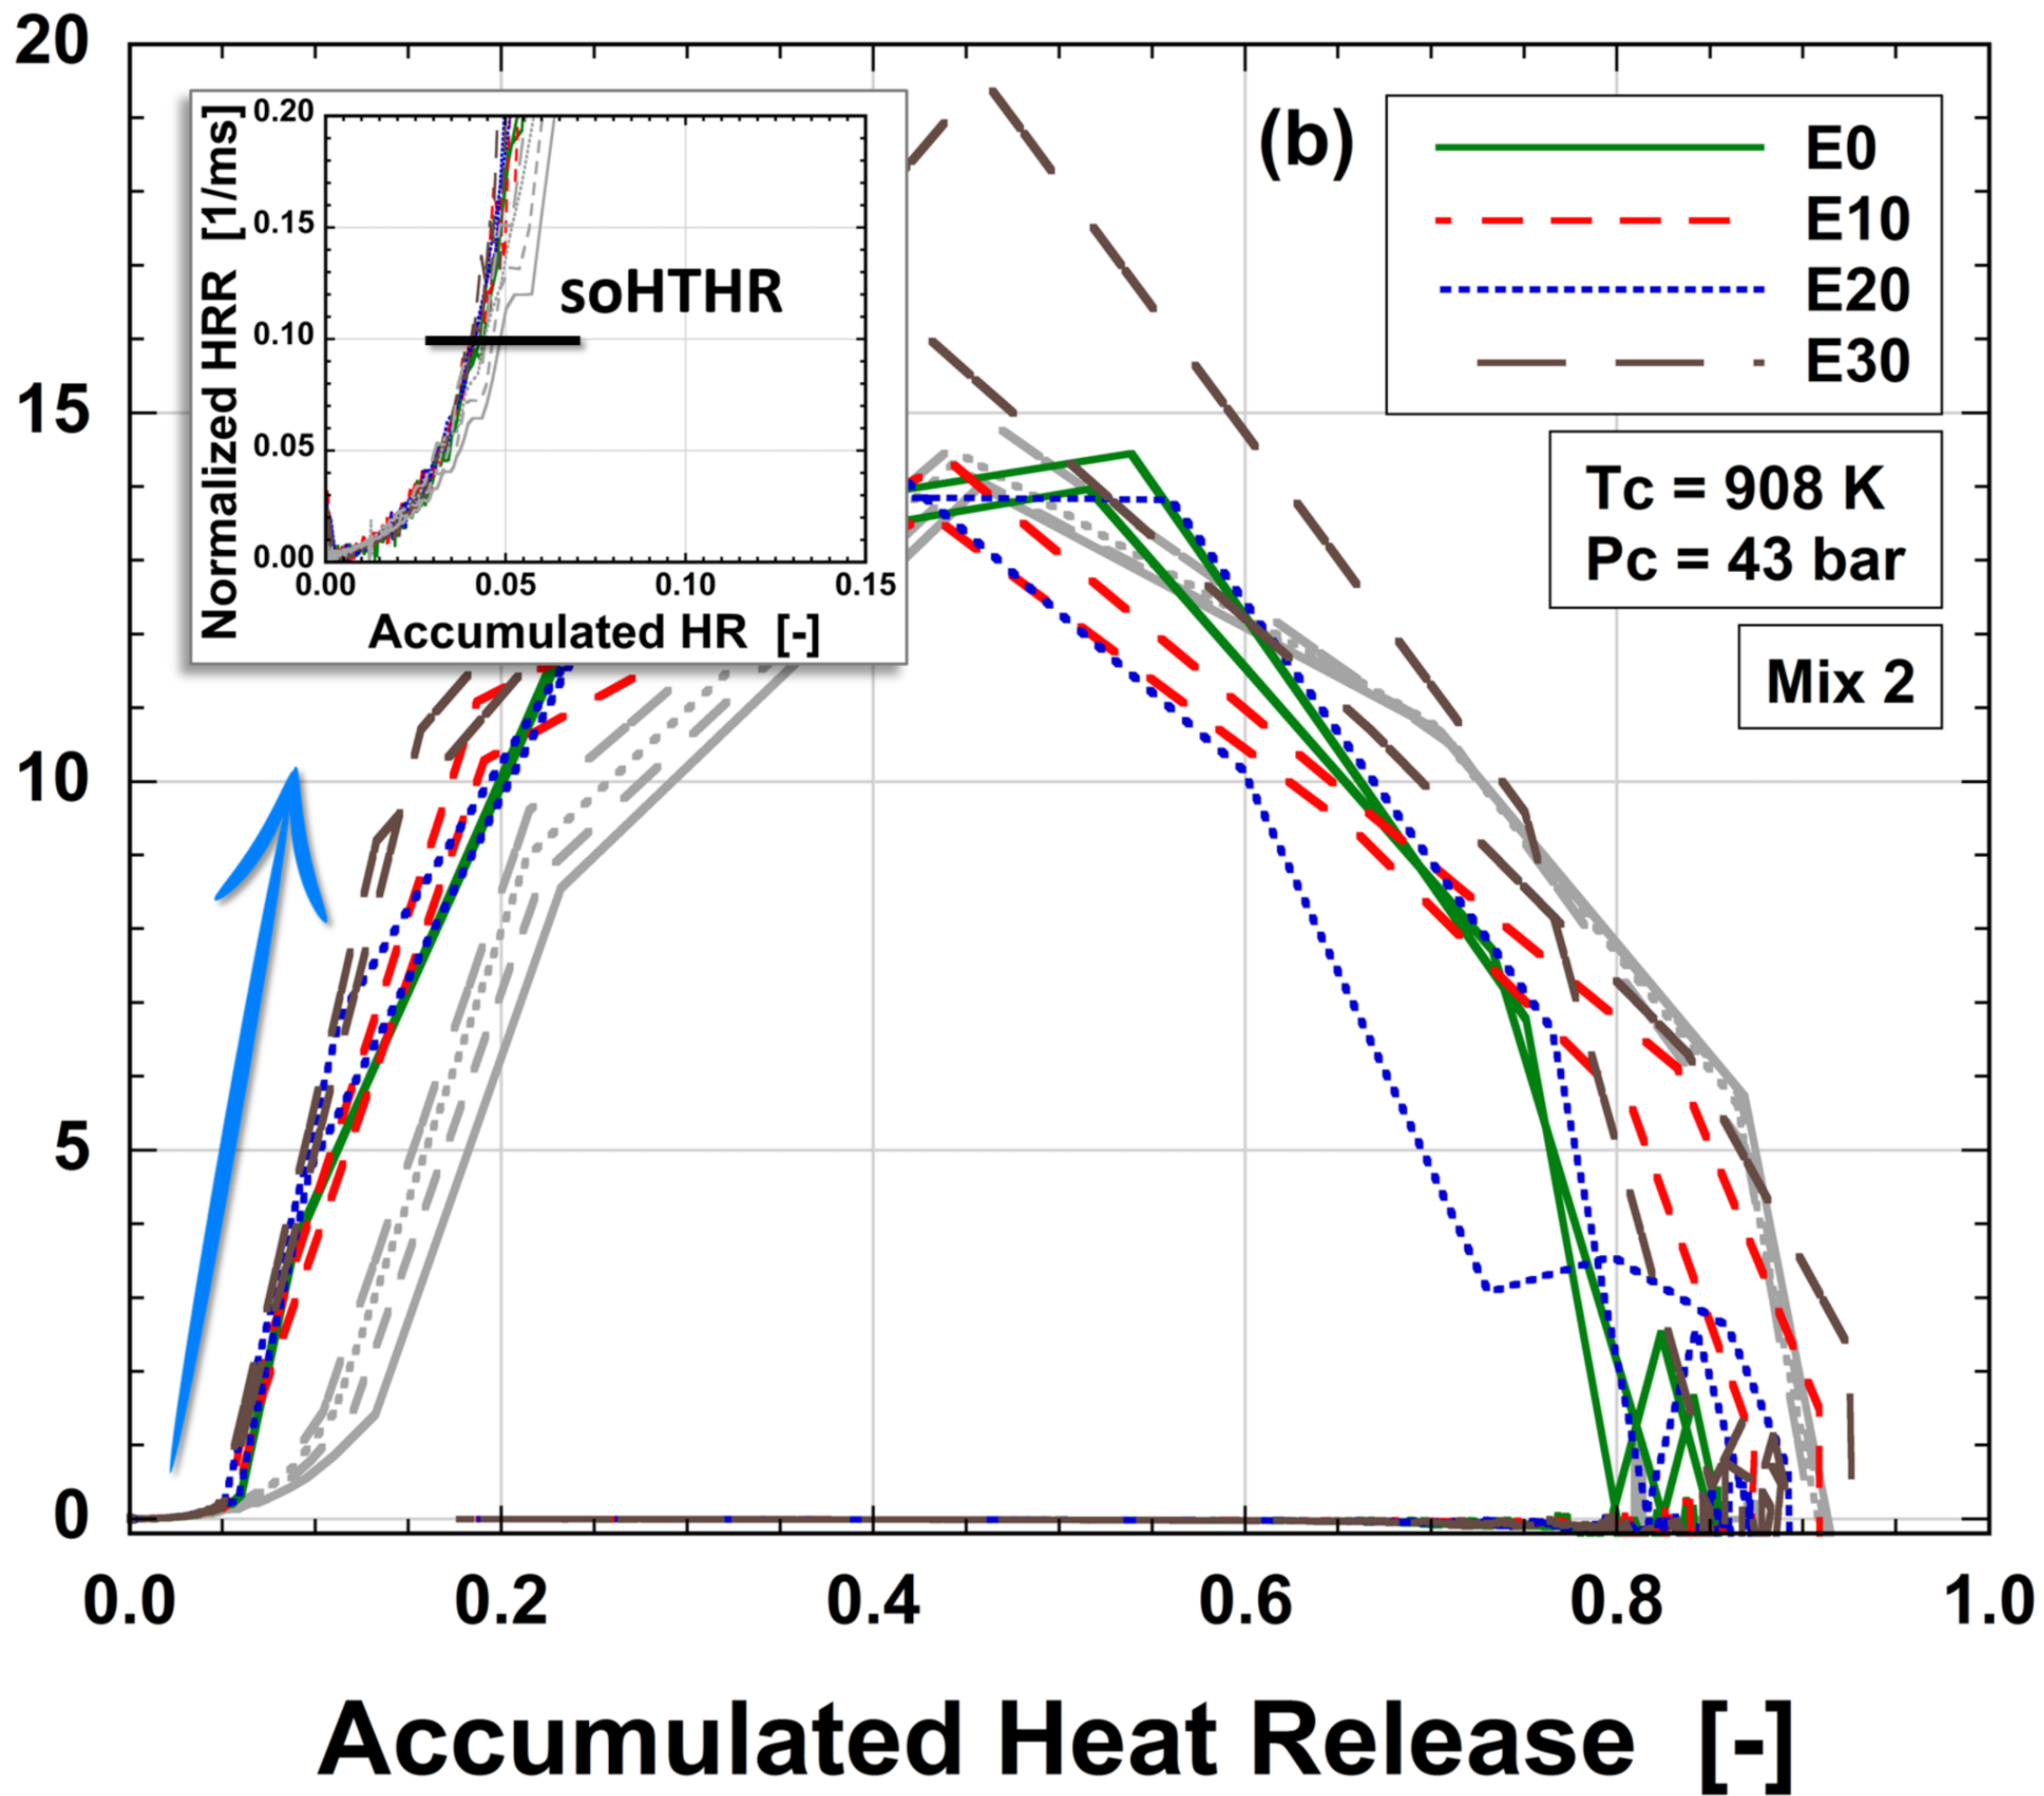 20
15
10
5
0
0.0 0.2 0.4 0.6 0.8 1.0
Accumulated Heat Release [-]
Normalized HRR [1/ms]
0.20
0.15
0.10
0.05
0.00
0.00 0.05 0.10 0.15
Accumulated HR [-]
soHTHR
(b)
E0
E10
E20
E30
Tc = 908 K
Pc = 43 bar
Mix 2